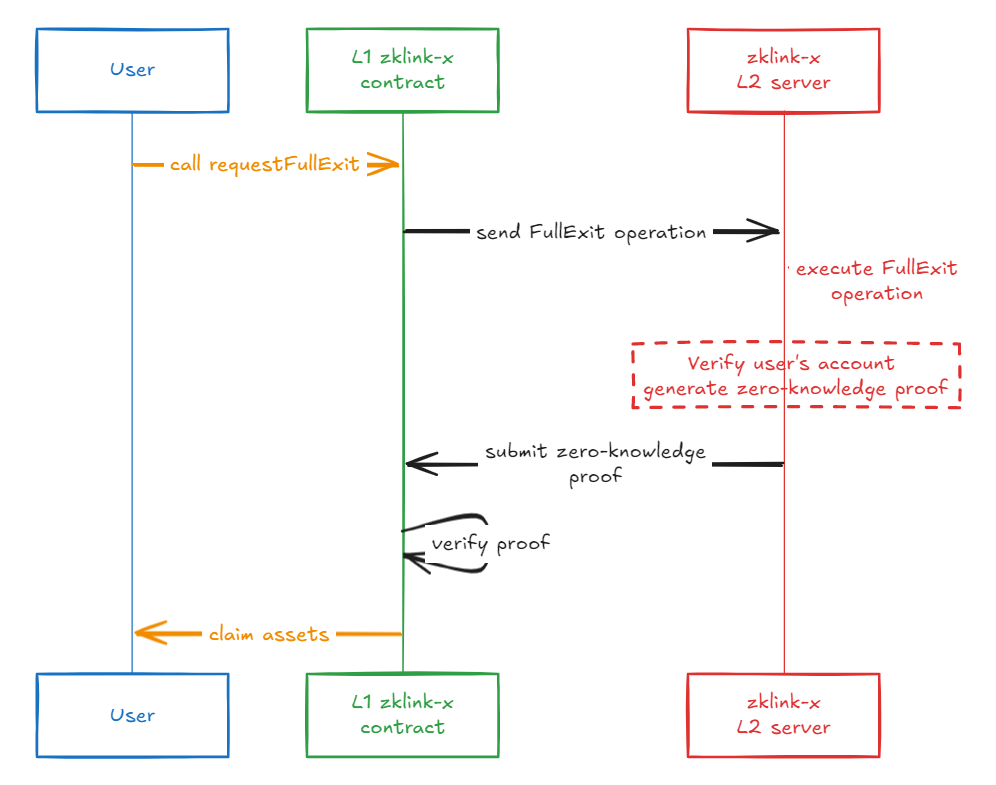 User
L1 zklink-x
contract
zklink-x
L2 server
call requestFullExit
send FullExit operation
execute FullExit
operation
Verify user's account
generate zero-knowledge proof
submit zero-knowledge
proof
verify proof
claim assets
User
L1 zklink-x
contract
zklink-x
L2 server